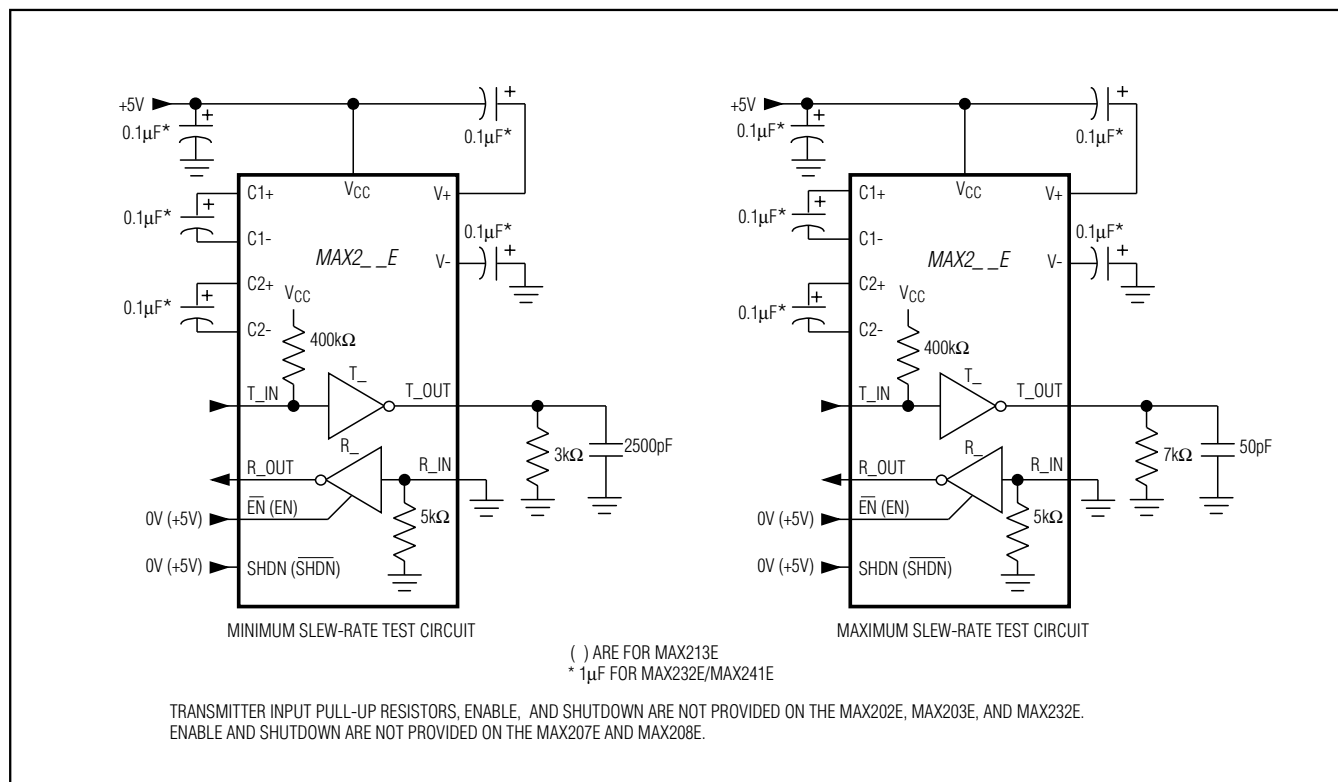 +5V
0.1µF*
+
0.1µF*
+
VCC
V+
C1+
0.1µF*
+
C1-
MAX2_ _E
0.1µF*
V-
+
C2+
0.1µF*
+
C2-
VCC
400kΩ
T_IN
T_
T_OUT
3kΩ
2500pF
R_OUT
R_
R_IN
0V (+5V)
EN (EN)
5kΩ
0V (+5V)
SHDN (SHDN)
MINIMUM SLEW-RATE TEST CIRCUIT
+5V
0.1µF*
+
0.1µF*
+
VCC
V+
C1+
0.1µF*
+
C1-
MAX2_ _E
0.1µF*
V-
+
C2+
0.1µF*
+
C2-
VCC
400kΩ
T_IN
T_
T_OUT
7kΩ
50pF
R_OUT
R_
R_IN
0V (+5V)
EN (EN)
5kΩ
0V (+5V)
SHDN (SHDN)
MAXIMUM SLEW-RATE TEST CIRCUIT
( ) ARE FOR MAX213E
* 1µF FOR MAX232E/MAX241E
TRANSMITTER INPUT PULL-UP RESISTORS, ENABLE, AND SHUTDOWN ARE NOT PROVIDED ON THE MAX202E, MAX203E, AND MAX232E.
ENABLE AND SHUTDOWN ARE NOT PROVIDED ON THE MAX207E AND MAX208E.